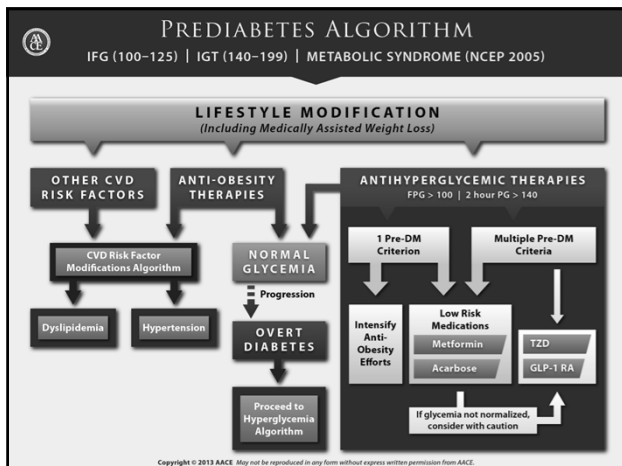 AACE
PREDIABETES ALGORITHM
IFG (100–125) | IGT (140–199) | METABOLIC SYNDROME (NCEP 2005)
LIFESTYLE MODIFICATION
(Including Medically Assisted Weight Loss)
OTHER CVD
RISK FACTORS
ANTI-OBESITY
THERAPIES
ANTIHYPERGLYCEMIC THERAPIES
FPG > 100 | 2 hour PG > 140
CVD Risk Factor
Modifications Algorithm
NORMAL
GLYCEMIA
1 Pre-DM
Criterion
Multiple Pre-DM
Criteria
Progression
Dyslipidemia
Hypertension
OVERT
DIABETES
Intensify
Anti-
Obesity
Efforts
Low Risk
Medications
Metformin
Acarbose
TZD
GLP-1 RA
Proceed to
Hyperglycemia
Algorithm
If glycemia not normalized,
consider with caution
Copyright © 2013 AACE May not be reproduced in any form without express written permission from AACE.